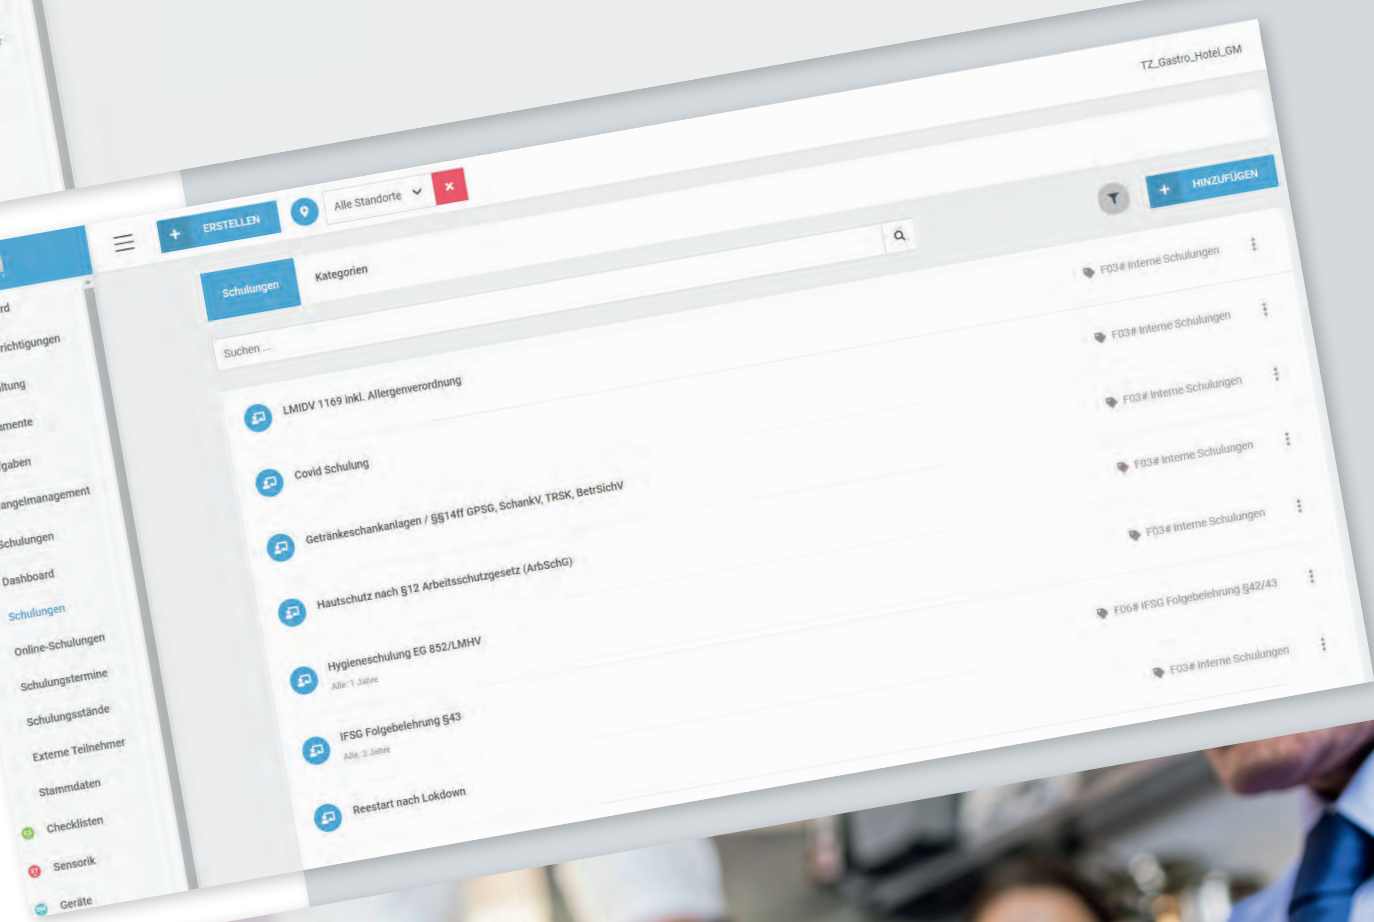 TZ_Gastro_Hotel_GM
+ ERSTELLEN
Alle Standorte
+ HINZUFÜGEN
Schulungen
Kategorien
Suchen ...
LMIDV 1169 inkl. Allergenverordnung
F03# Interne Schulungen
Covid Schulung
F03# Interne Schulungen
Getränkeschankanlagen / §§14ff GPSG, SchankV, TRSK, BetrSichV
F03# Interne Schulungen
Hautschutz nach §12 Arbeitsschutzgesetz (ArbSchG)
F03# Interne Schulungen
Hygieneschulung EG 852/LMHV
Alle: 1 Jahre
F03# Interne Schulungen
IFSG Folgebelehrung §43
Alle: 2 Jahre
F06# IFSG Folgebelehrung §42/43
Reestart nach Lokdown
F03# Interne Schulungen
rd
richtigungen
ltung
umente
gaben
angelmanagement
Schulungen
Dashboard
Schulungen
Online-Schulungen
Schulungstermine
Schulungsstände
Externe Teilnehmer
Stammdaten
Checklisten
Sensorik
Geräte